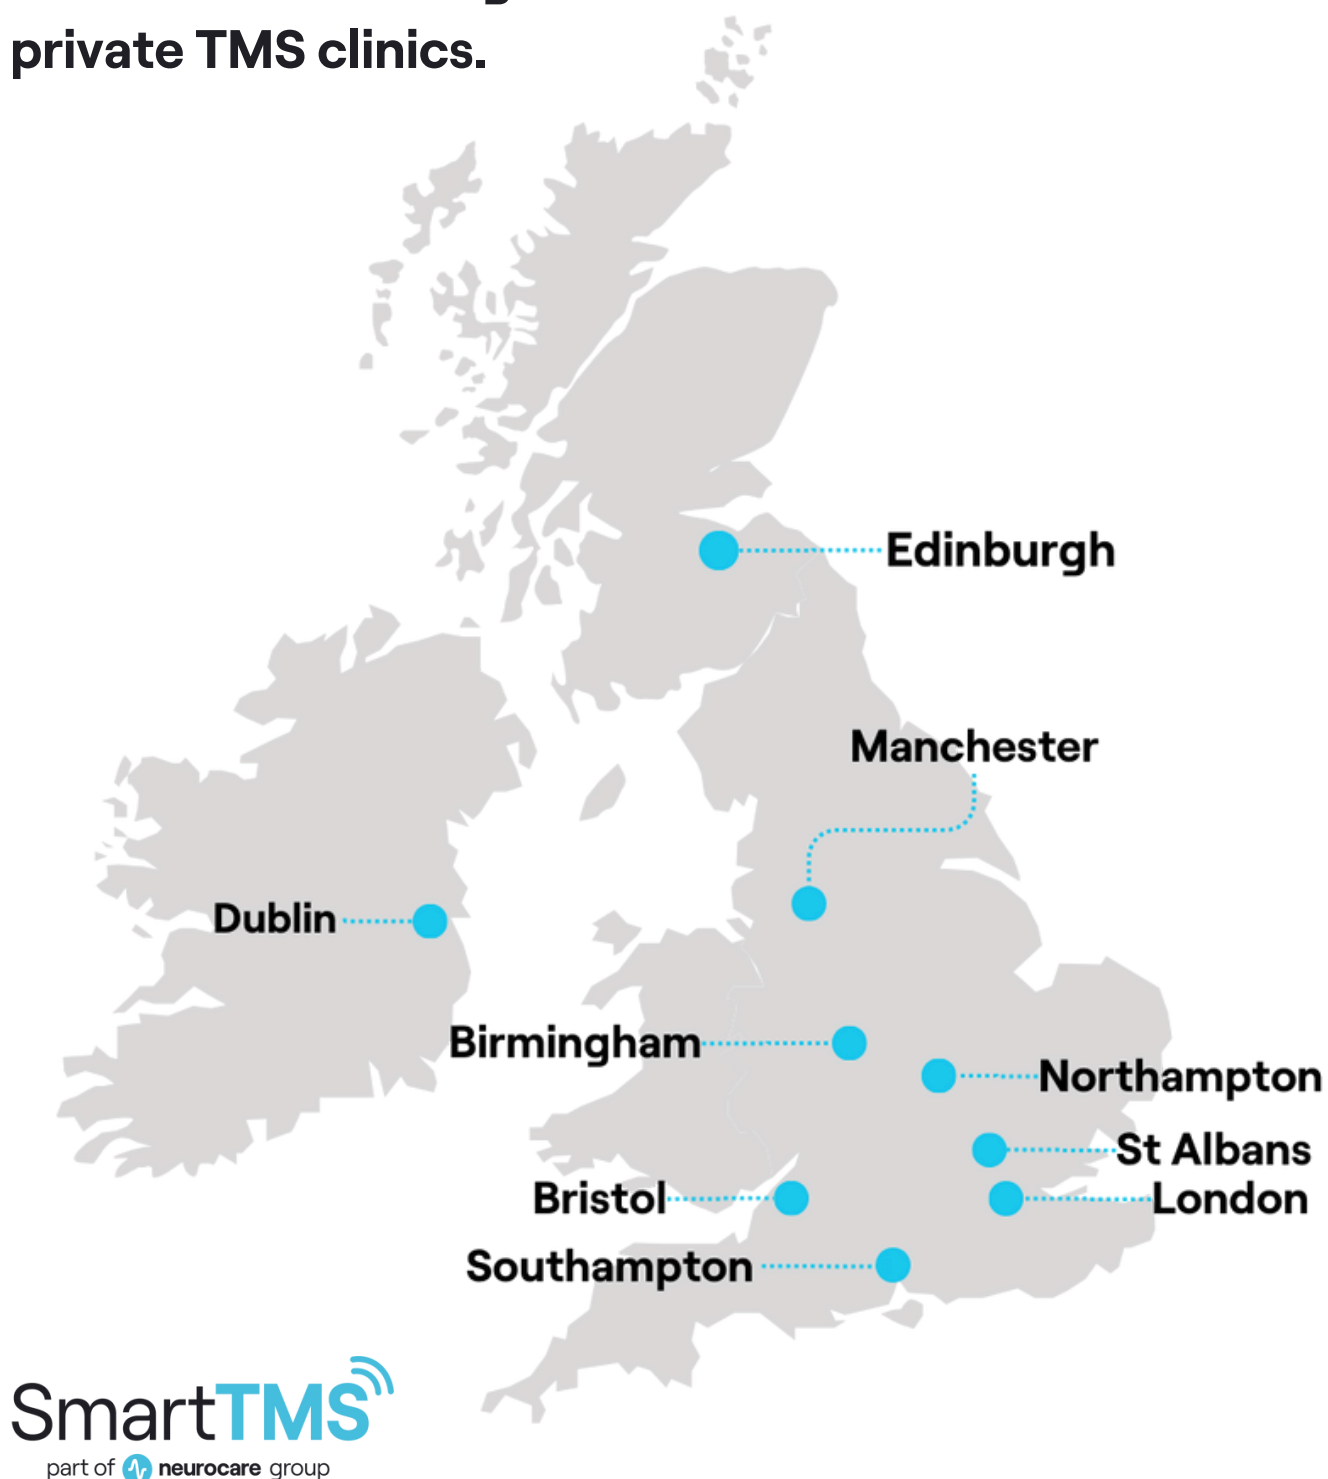 private TMS clinics.
Edinburgh
Manchester
Dublin
Birmingham
Northampton
St Albans
Bristol
London
Southampton
SmartTMS
part of neurocare group